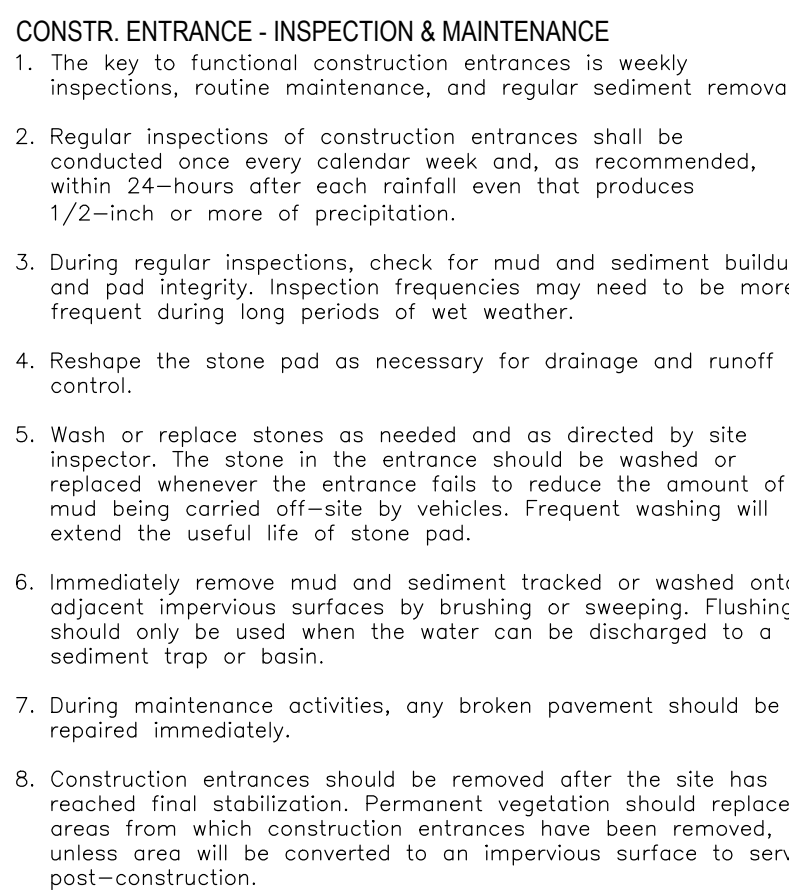 CONSTR. ENTRANCE - INSPECTION & MAINTENANCE
1. The key to functional construction entrances is weekly
inspections, routine maintenance, and regular sediment remova
2. Regular inspections of construction entrances shall be
conducted once every calendar week and, as recommended,
within 24-hours after each rainfall even that produces
1/2-inch or more of precipitation.
3. During regular inspections, check for mud and sediment buildu
and pad integrity. Inspection frequencies may need to be more
frequent during long periods of wet weather.
4. Reshape the stone pad as necessary for drainage and runoff
control.
5. Wash or replace stones as needed and as directed by site
inspector. The stone in the entrance should be washed or
replaced whenever the entrance fails to reduce the amount of
mud being carried off-site by vehicles. Frequent washing will
extend the useful life of stone pad.
6. Immediately remove mud and sediment tracked or washed onto
adjacent impervious surfaces by brushing or sweeping. Flushing
should only be used when the water can be discharged to a
sediment trap or basin.
7. During maintenance activities, any broken pavement should be
repaired immediately.
8. Construction entrances should be removed after the site has
reached final stabilization. Permanent vegetation should replace
areas from which construction entrances have been removed,
unless area will be converted to an impervious surface to serv
post-construction.